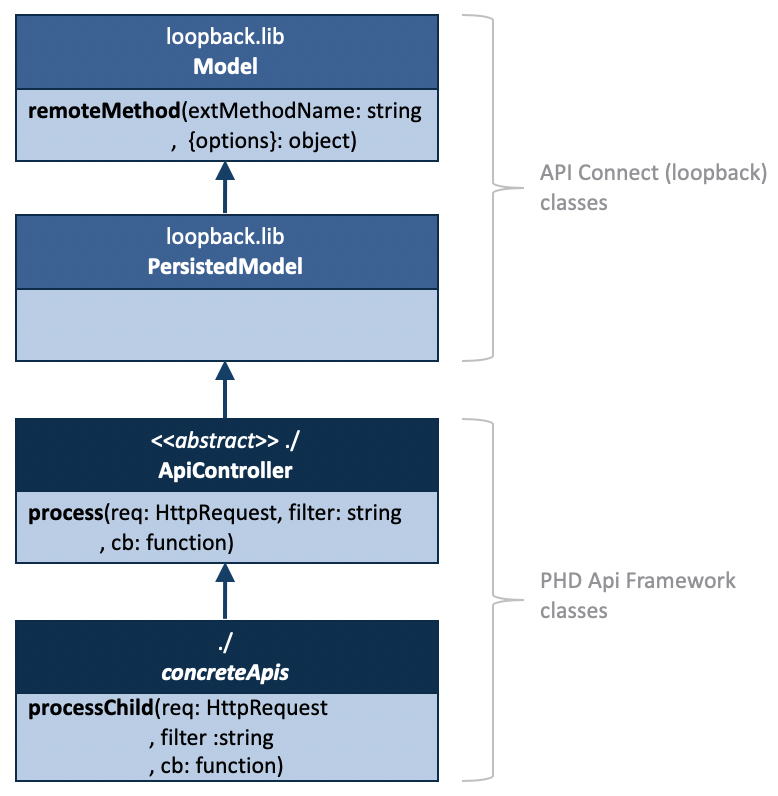 loopback.lib
Model
remoteMethod(extMethodName: string
, {options}: object)
API Connect (loopback)
classes
loopback.lib
PersistedModel
<<abstract>> ./
ApiController
process(req: HttpRequest, filter: string
, cb: function)
PHD Api Framework
classes
./
concreteApis
processChild(req: HttpRequest
, filter :string
, cb: function)